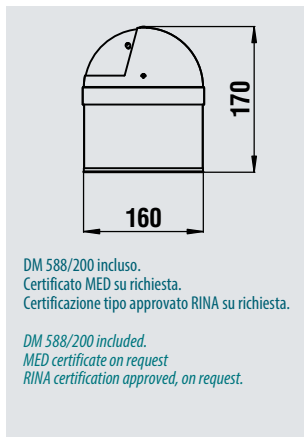 170
160
DM 588/200 incluso.
Certificato MED su richiesta.
Certificazione tipo approvato RINA su richiesta.
DM 588/200 included.
MED certificate on request
RINA certification approved, on request.